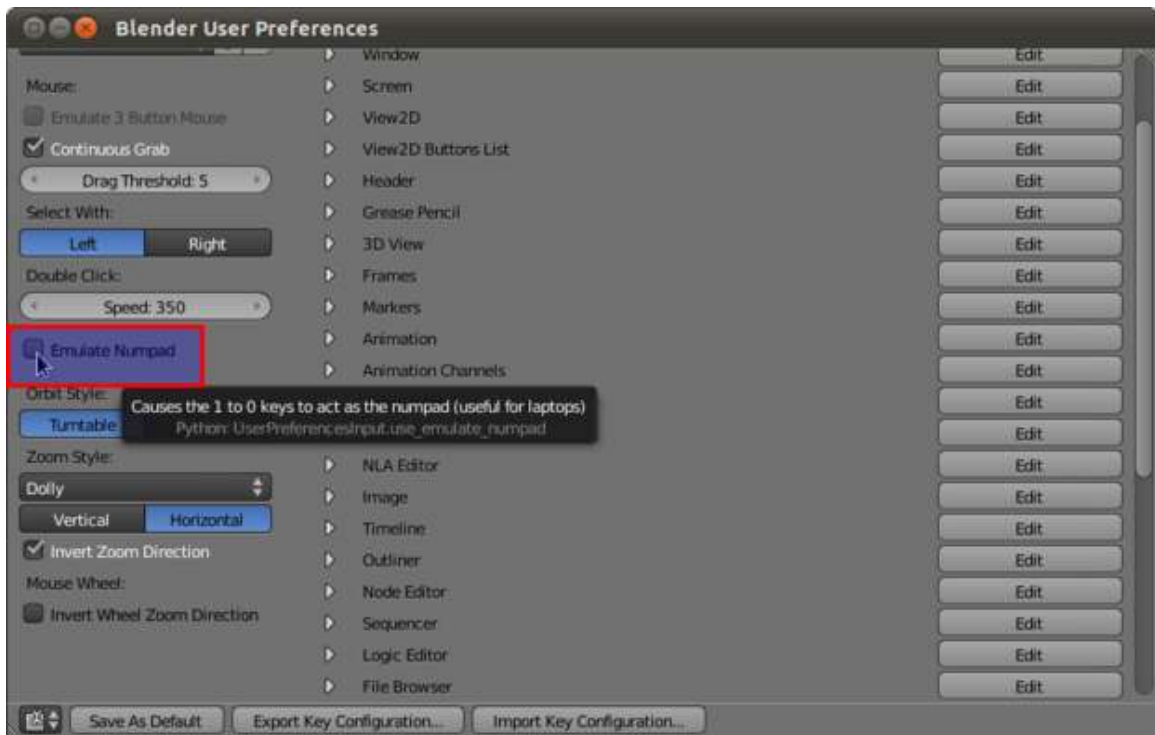 Blender User Preferences
Window
Edit
Mouse:
Screen
Edit
Emulate 3 Button Mouse
View2D
Edit
Continuous Grab
View2D Buttons List
Edit
Drag Threshold: 5
Header
Edit
Select With:
Grease Pencil
Edit
Left
Right
3D View
Edit
Double Click:
Frames
Edit
Speed: 350
Markers
Edit
Emulate Numpad
Animation
Edit
Animation Channels
Edit
Orbit Style:
Edit
Causes the 1 to 0 keys to act as the numpad (useful for laptops)
Python: UserPreferencesInput.use_emulate_numpad
Turntable
Edit
Zoom Style:
NLA Editor
Edit
Dolly
Image
Edit
Vertical
Horizontal
Timeline
Edit
Invert Zoom Direction
Outliner
Edit
Mouse Wheel:
Node Editor
Edit
Invert Wheel Zoom Direction
Sequencer
Edit
Logic Editor
Edit
File Browser
Edit
Save As Default
Export Key Configuration...
Import Key Configuration...